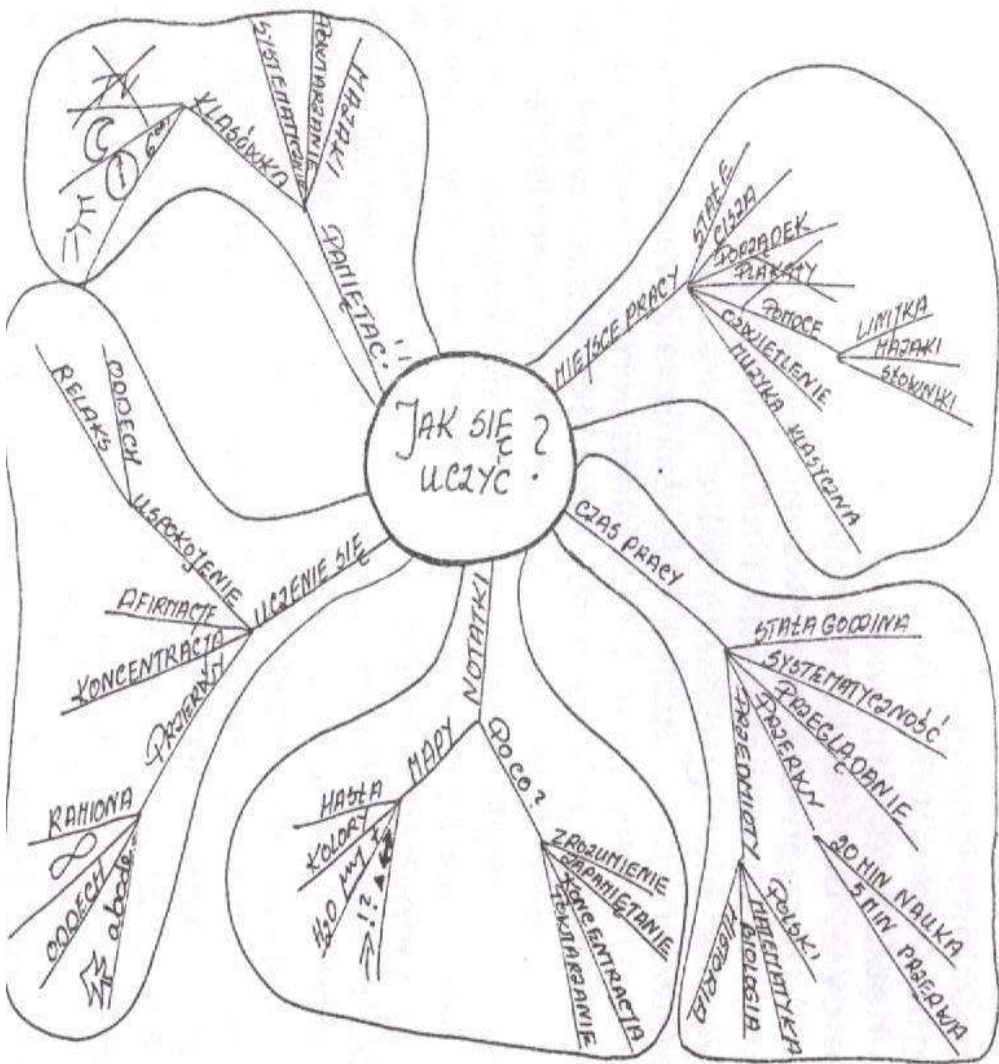 JAK SIĘ
UCZYĆ ?
PAMIĘTAĆ!!
KLASÓWKA
SYSTEMATYCZNIE
POWTARZANIE
MAZAKI
MIEJSCE PRACY
STAŁE
CISZA
PORZĄDEK
PLAKATY
POMOCE
LINIJKA
MAZAKI
SŁOWNIKI
OŚWIETLENIE
MUZYKA KLASYCZNA
CZAS PRACY
STAŁA GODZINA
SYSTEMATYCZNOŚĆ
PRZEGLĄDANIE
PRZERWY
20 MIN NAUKA
5 MIN PRZERWA
PRZEDMIOTY
POLSKI
MATEMATYKA
BIOLOGIA
HISTORIA
NOTATKI
PO CO?
ZROZUMIENIE
ZAPAMIĘTANIE
KONCENTRACJA
POWTARZANIE
MAPY
HASŁA
KOLORY
H2O
!?
UCZENIE SIĘ
USPOKOJENIE
ODDECH
RELAKS
AFIRMACJE
KONCENTRACJA
PRZERWY
RAMIONA
∞
ODDECH
abcde